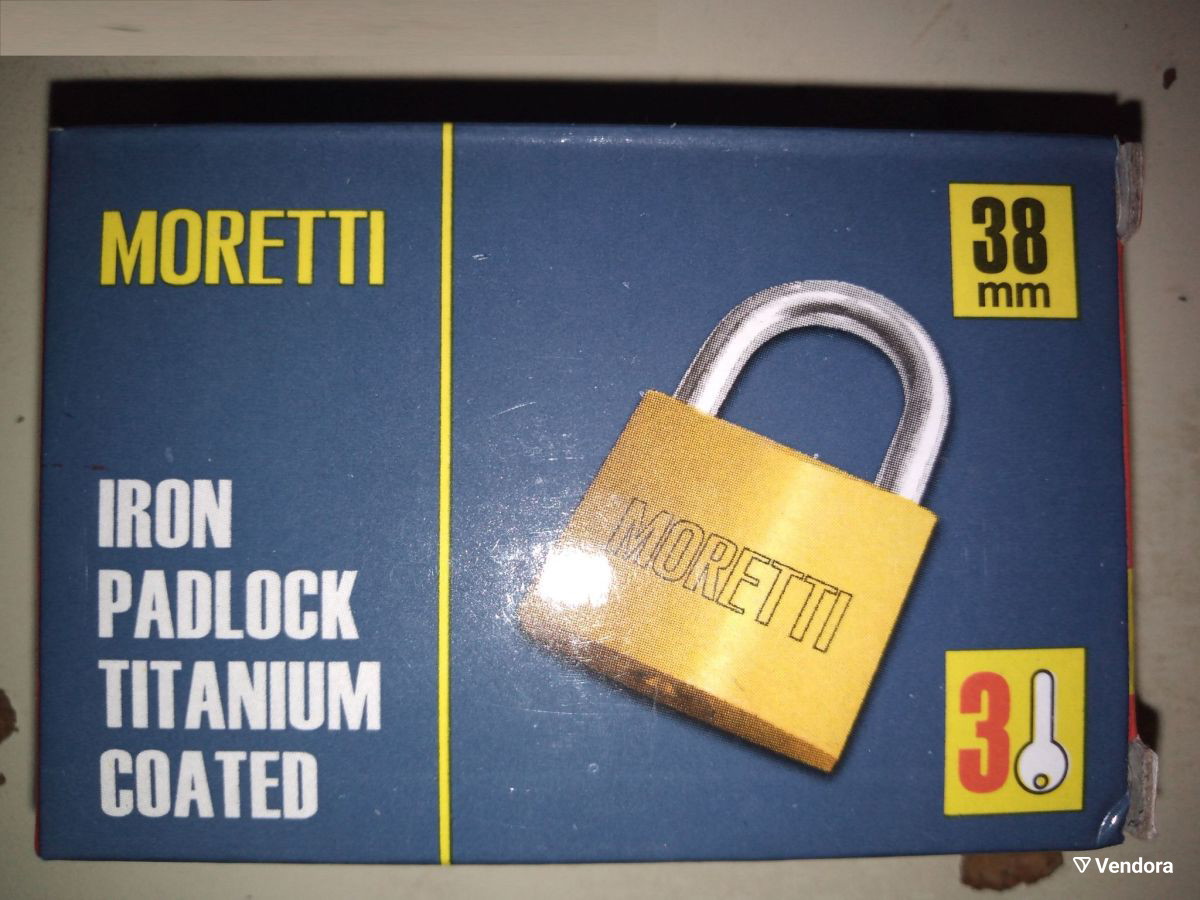 MORETTI
38
mm
MORETTI
IRON
PADLOCK
TITANIUM
COATED
3
Vendora